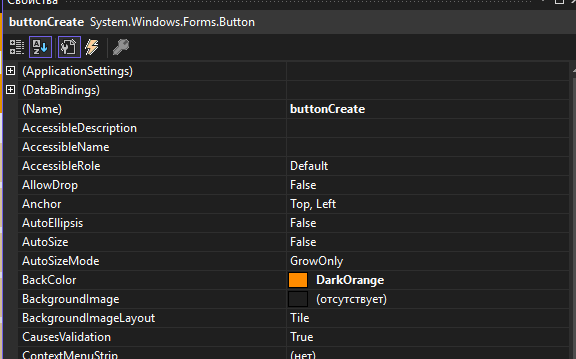 Свойства
buttonCreate System.Windows.Forms.Button
(ApplicationSettings)
(DataBindings)
(Name) buttonCreate
AccessibleDescription
AccessibleName
AccessibleRole Default
AllowDrop False
Anchor Top, Left
AutoEllipsis False
AutoSize False
AutoSizeMode GrowOnly
BackColor DarkOrange
BackgroundImage (отсутствует)
BackgroundImageLayout Tile
CausesValidation True
ContextMenuStrip (нет)